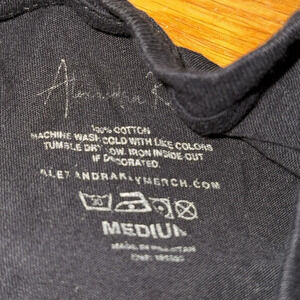 Alexandra K
100% COTTON
MACHINE WASH COLD WITH LIKE COLORS
TUMBLE DRY LOW. IRON INSIDE OUT
IF DECORATED.
ALEXANDRAKAYMERCH.COM
MEDIUM
MADE IN PAKISTAN